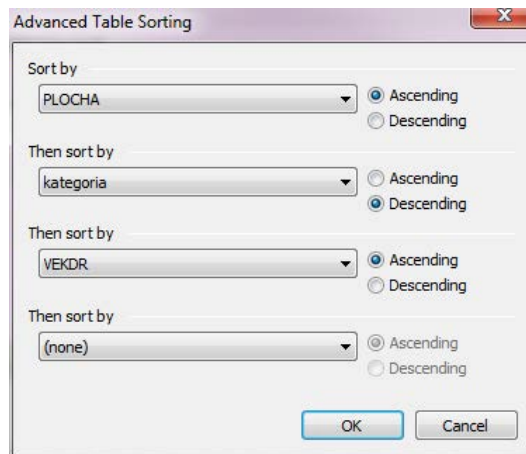 Advanced Table Sorting
Sort by
PLOCHA
Ascending
Descending
Then sort by
kategoria
Ascending
Descending
Then sort by
VEKDR
Ascending
Descending
Then sort by
(none)
Ascending
Descending
OK
Cancel